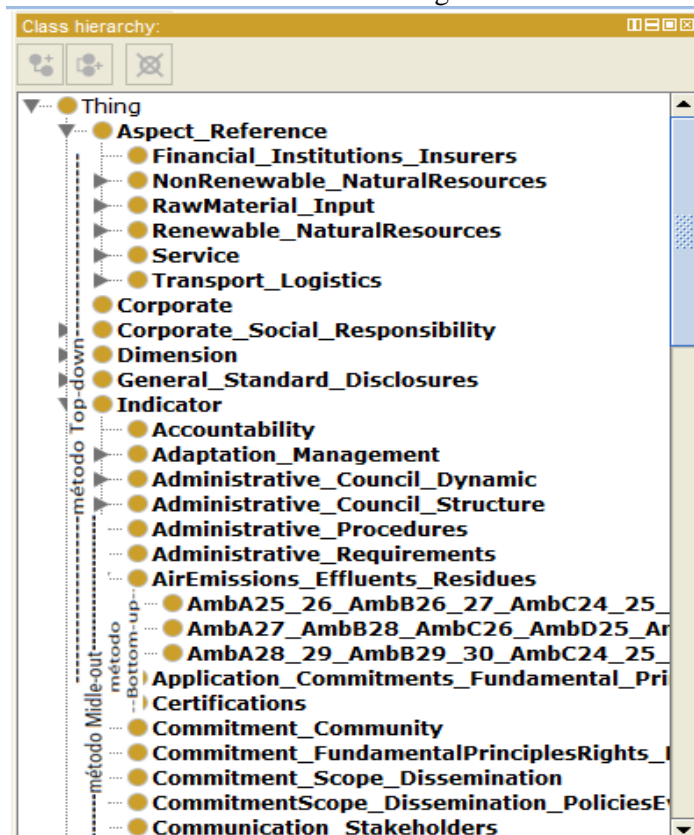 Class hierarchy:
Thing
Aspect_Reference
Financial_Institutions_Insurers
NonRenewable_NaturalResources
RawMaterial_Input
Renewable_NaturalResources
Service
Transport_Logistics
Corporate
Corporate_Social_Responsibility
Dimension
General_Standard_Disclosures
Indicator
Accountability
Adaptation_Management
Administrative_Council_Dynamic
Administrative_Council_Structure
Administrative_Procedures
Administrative_Requirements
AirEmissions_Effluents_Residues
AmbA25_26_AmbB26_27_AmbC24_25_
AmbA27_AmbB28_AmbC26_AmbD25_Ar
AmbA28_29_AmbB29_30_AmbC24_25_
Application_Commitments_Fundamental_Pri
Certifications
Commitment_Community
Commitment_FundamentalPrinciplesRights_
Commitment_Scope_Dissemination
CommitmentScope_Dissemination_PoliciesE
Communication_Stakeholders
método Top-down
método Midle-out
método
Bottom-up